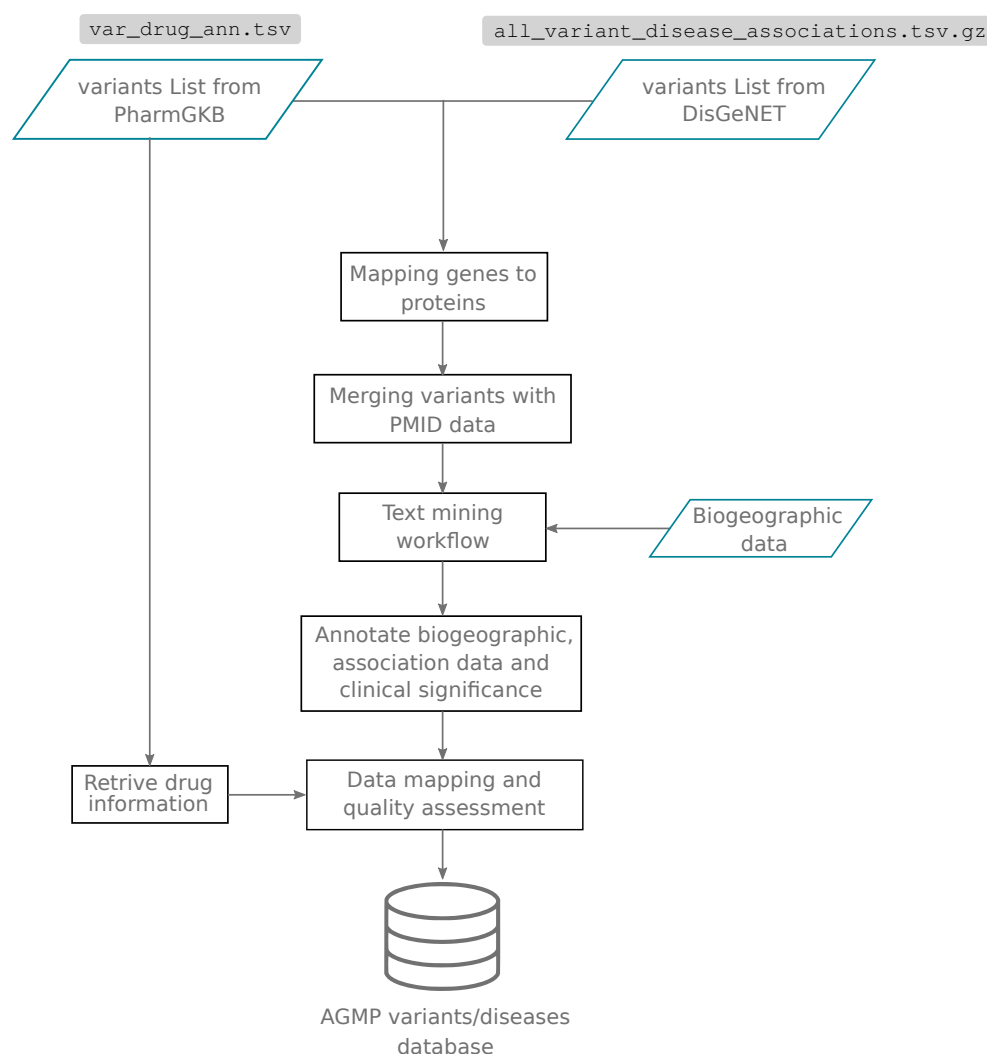 var_drug_ann.tsv
all_variant_disease_associations.tsv.gz
variants List from
PharmGKB
variants List from
DisGeNET
Mapping genes to
proteins
Merging variants with
PMID data
Text mining
workflow
Biogeographic
data
Annotate biogeographic,
association data and
clinical significance
Retrive drug
information
Data mapping and
quality assessment
AGMP variants/diseases
database